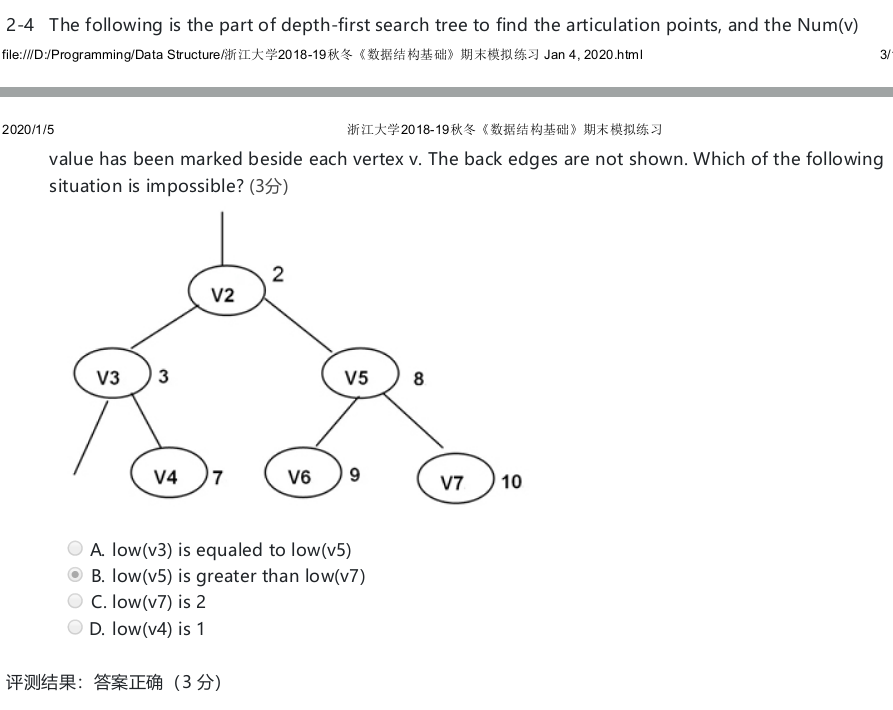 2-4 The following is the part of depth-first search tree to find the articulation points, and the Num(v)
file:///D:/Programming/Data Structure/浙江大学2018-19秋冬《数据结构基础》期末模拟练习 Jan 4, 2020.html 3/
2020/1/5 浙江大学2018-19秋冬《数据结构基础》期末模拟练习
value has been marked beside each vertex v. The back edges are not shown. Which of the following
situation is impossible? (3分)
V2 2
V3 3 V5 8
V4 7 V6 9 V7 10
A. low(v3) is equaled to low(v5)
B. low(v5) is greater than low(v7)
C. low(v7) is 2
D. low(v4) is 1
评测结果：答案正确（3 分）